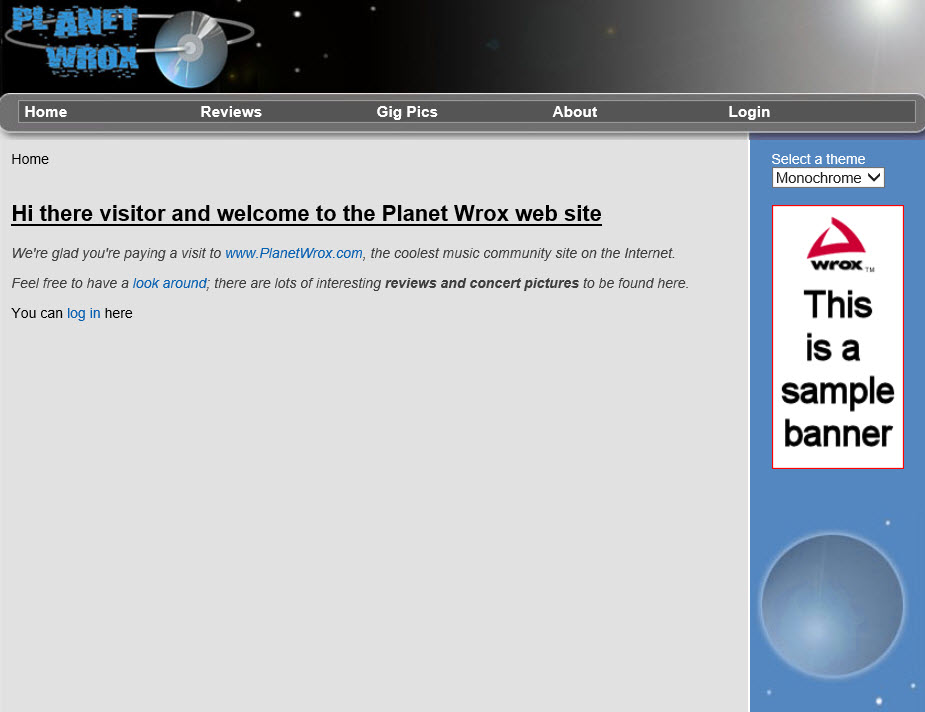 PLANET
WROX
Home Reviews Gig Pics About Login
Home
Select a theme
Monochrome
Hi there visitor and welcome to the Planet Wrox web site
We're glad you're paying a visit to www.PlanetWrox.com, the coolest music community site on the Internet.
Feel free to have a look around; there are lots of interesting reviews and concert pictures to be found here.
You can log in here
wrox™
This
is a
sample
banner